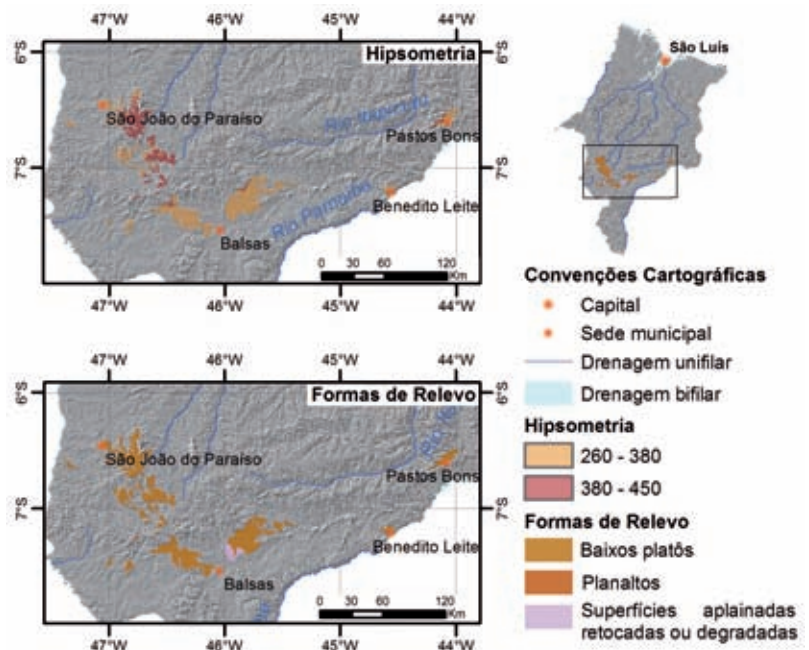 47°W 46°W 45°W 44°W
6°S
Hipsometria
São João do Paraíso
Rio Itapecuru
Pastos Bons
7°S
Benedito Leite
Rio Parnaíba
Balsas
0 30 60 120
Km
47°W 46°W 45°W 44°W
São Luís
47°W 46°W 45°W 44°W
6°S
Formas de Relevo
São João do Paraíso
Pastos Bons
7°S
Benedito Leite
Balsas
0 30 60 120
Km
47°W 46°W 45°W 44°W
Convenções Cartográficas
Capital
Sede municipal
Drenagem unifilar
Drenagem bifilar
Hipsometria
260 - 380
380 - 450
Formas de Relevo
Baixos platôs
Planaltos
Superfícies aplainadas
retocadas ou degradadas